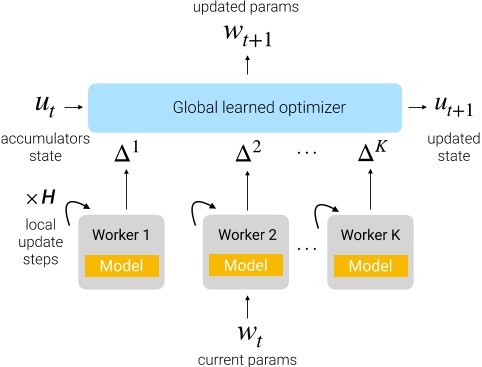 updated params
w_{t+1}
u_t
Global learned optimizer
u_{t+1}
accumulators
state
updated
state
Δ^1
Δ^2
...
Δ^K
×H
local
update
steps
Worker 1
Model
Worker 2
Model
...
Worker K
Model
w_t
current params